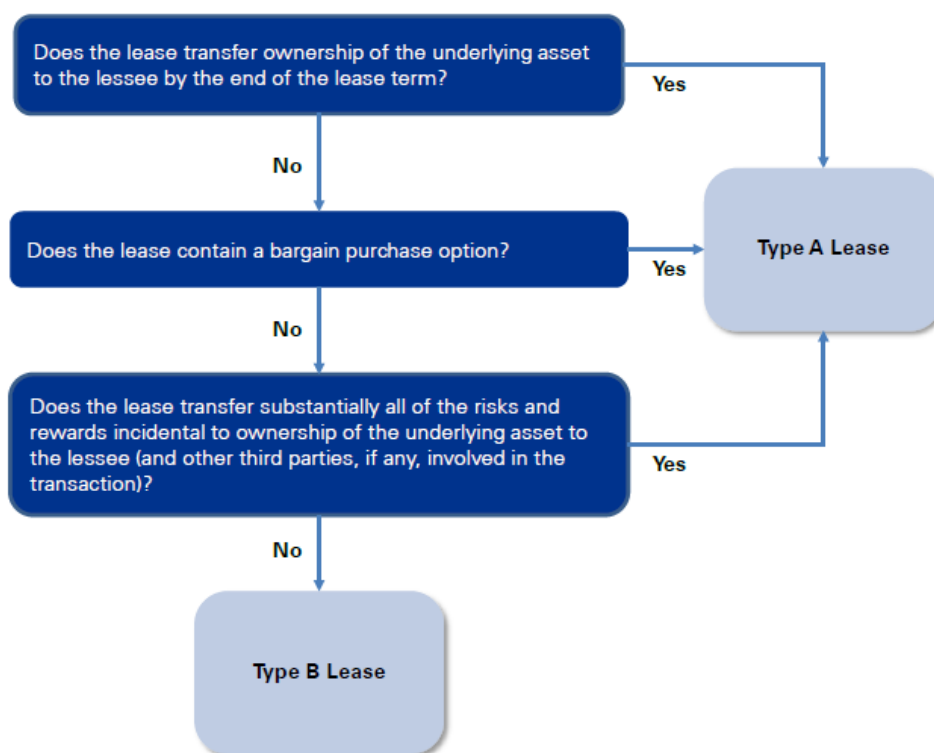 Does the lease transfer ownership of the underlying asset
to the lessee by the end of the lease term?
Yes
No
Does the lease contain a bargain purchase option?
Yes
Type A Lease
No
Does the lease transfer substantially all of the risks and
rewards incidental to ownership of the underlying asset to
the lessee (and other third parties, if any, involved in the
transaction)?
Yes
No
Type B Lease